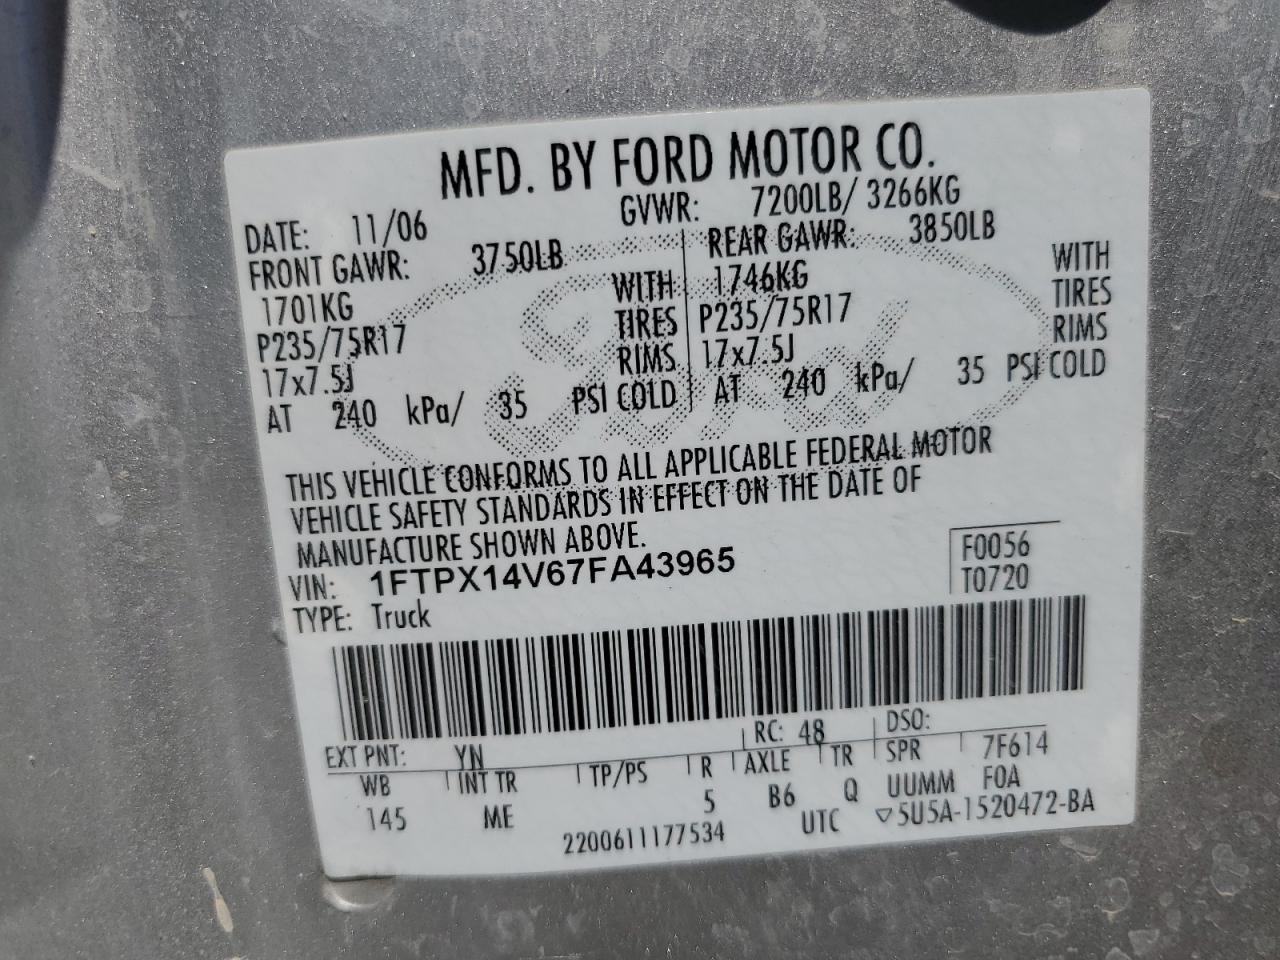 MFD. BY FORD MOTOR CO.
DATE: 11/06 GVWR: 7200LB/ 3266KG
FRONT GAWR: 3750LB REAR GAWR: 3850LB
1701KG WITH 1746KG WITH
P235/75R17 TIRES P235/75R17 TIRES
17x7.5J RIMS 17x7.5J RIMS
AT 240 kPa/ 35 PSI COLD AT 240 kPa/ 35 PSI COLD
Ford
THIS VEHICLE CONFORMS TO ALL APPLICABLE FEDERAL MOTOR
VEHICLE SAFETY STANDARDS IN EFFECT ON THE DATE OF
MANUFACTURE SHOWN ABOVE.
VIN: 1FTPX14V67FA43965 F0056
TYPE: Truck T0720
EXT PNT: YN RC: 48 DSO:
WB INT TR TP/PS R AXLE TR SPR 7F614
145 ME 5 B6 Q UUMM F0A
2200611177534 UTC ▽5U5A-1520472-BA